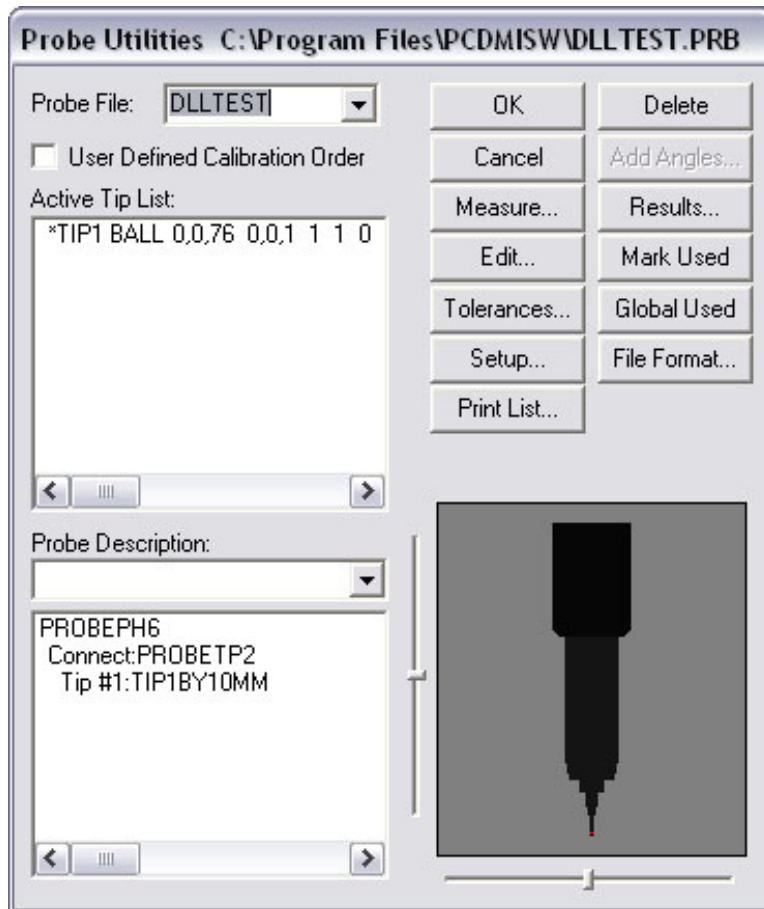 Probe Utilities C:\Program Files\PCDMISW\DLLTEST.PRB
Probe File: DLLTEST
User Defined Calibration Order
Active Tip List:
*TIP1 BALL 0,0,76 0,0,1 1 1 0
OK
Delete
Cancel
Add Angles...
Measure...
Results...
Edit...
Mark Used
Tolerances...
Global Used
Setup...
File Format...
Print List...
Probe Description:
PROBEPH6
Connect:PROBETP2
Tip #1:TIP1BY10MM